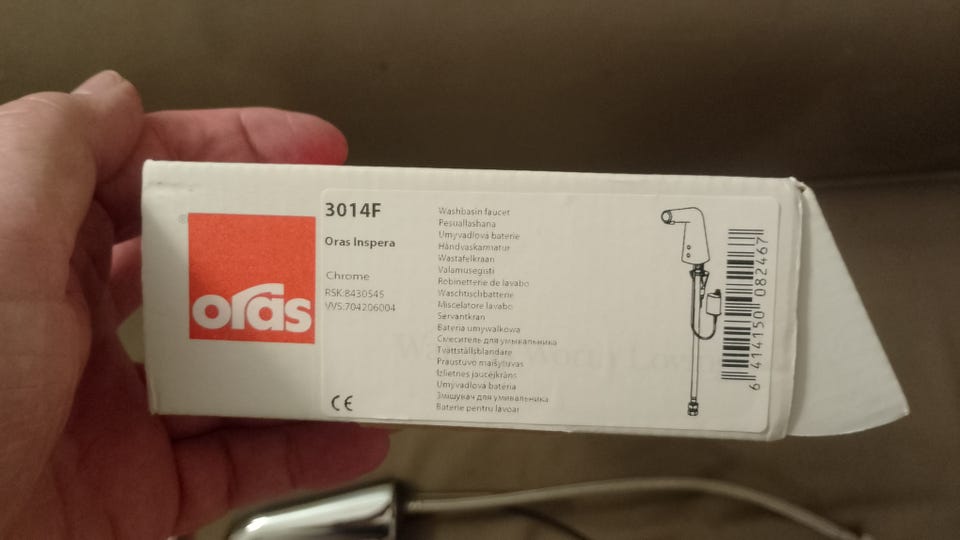 oras
®
3014F
Oras Inspera
Chrome
RSK:8430545
VVS:704206004
CE
Washbasin faucet
Pesuallashana
Umyvadlová baterie
Håndvaskarmatur
Wastafelkraan
Valamusegisti
Robinetterie de lavabo
Waschtischbatterie
Miscelatore lavabo
Servantkran
Bateria umywalkowa
Смеситель для умывальника
Tvättställsblandare
Praustuvo maišytuvas
Izlietnes jaucējkrāns
Umývadlová batéria
Змішувач для умивальника
Baterie pentru lavoar
6 414150 082467